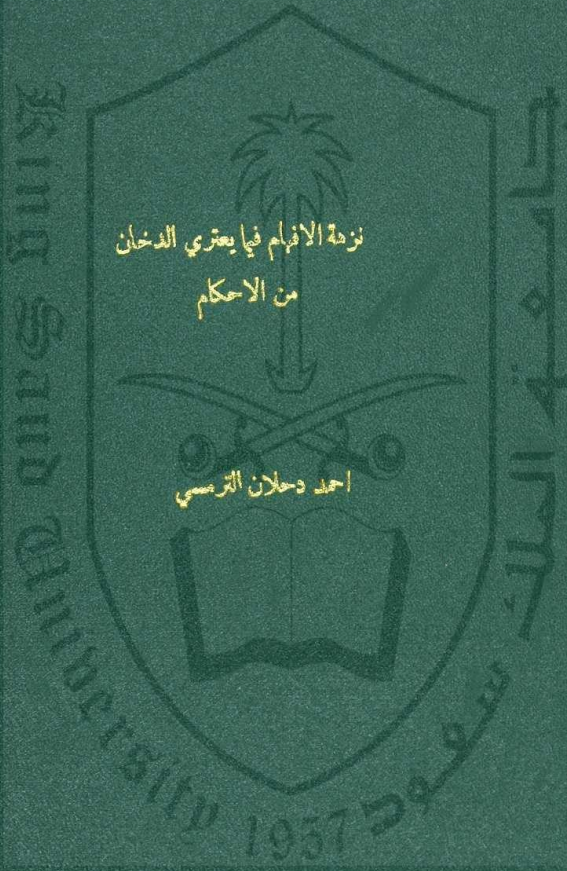 نزهة الافهام فيما يعتري الدخان
من الاحكام
احمد دحلان الترمسي
King Saud University
1957
جامعة الملك سعود